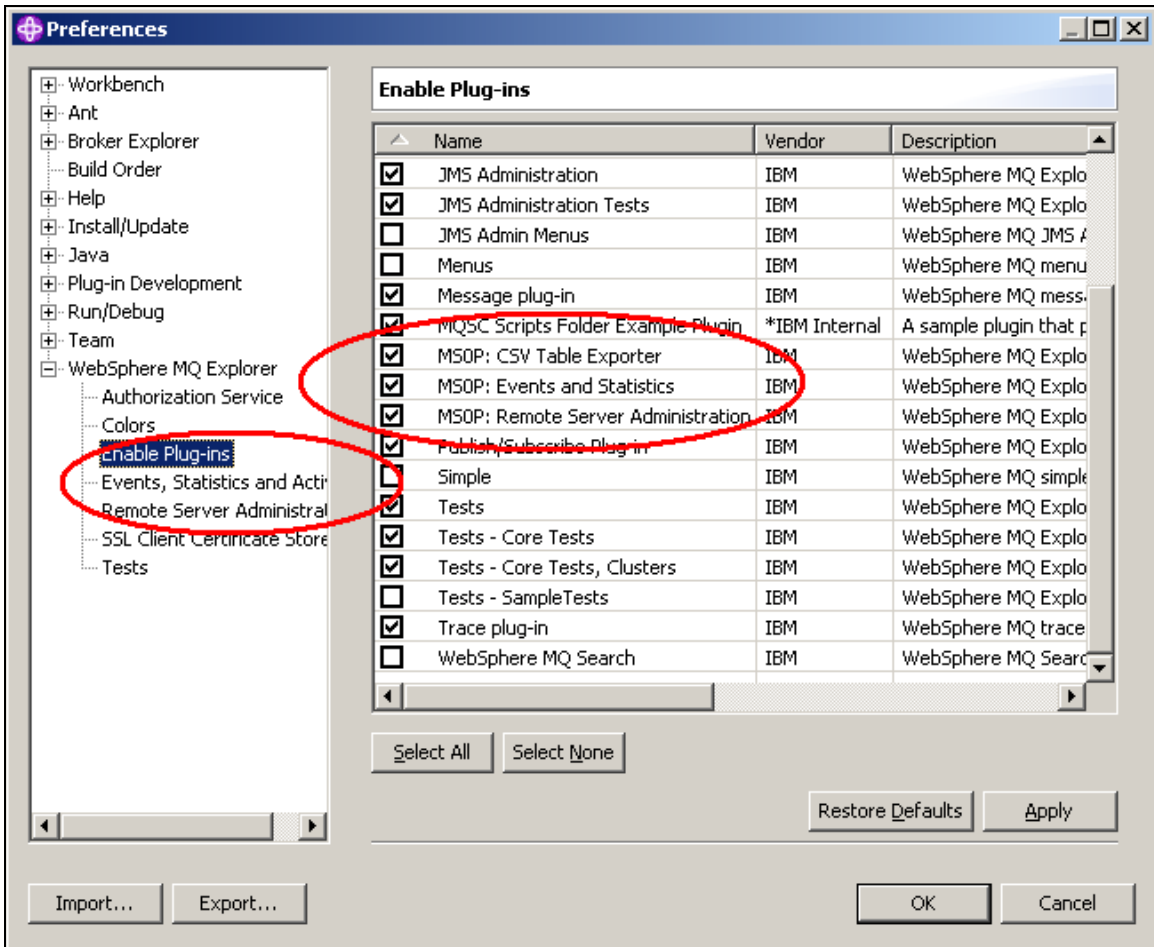 Preferences
Workbench
Ant
Broker Explorer
Build Order
Help
Install/Update
Java
Plug-in Development
Run/Debug
Team
WebSphere MQ Explorer
Authorization Service
Colors
Enable Plug-ins
Events, Statistics and Acti
Remote Server Administrat
SSL Client Certificate Store
Tests
Enable Plug-ins
Name Vendor Description
JMS Administration IBM WebSphere MQ Explo
JMS Administration Tests IBM WebSphere MQ Explo
JMS Admin Menus IBM WebSphere MQ JMS A
Menus IBM WebSphere MQ menu
Message plug-in IBM WebSphere MQ messa
MQSC Scripts Folder Example Plugin *IBM Internal A sample plugin that p
MS0P: CSV Table Exporter IBM WebSphere MQ Explo
MS0P: Events and Statistics IBM WebSphere MQ Explo
MS0P: Remote Server Administration IBM WebSphere MQ Explo
Publish/Subscribe Plug-in IBM WebSphere MQ Explo
Simple IBM WebSphere MQ simple
Tests IBM WebSphere MQ Explo
Tests - Core Tests IBM WebSphere MQ Explo
Tests - Core Tests, Clusters IBM WebSphere MQ Explo
Tests - SampleTests IBM WebSphere MQ Explo
Trace plug-in IBM WebSphere MQ trace
WebSphere MQ Search IBM WebSphere MQ Searc
Select All Select None
Restore Defaults Apply
Import... Export... OK Cancel